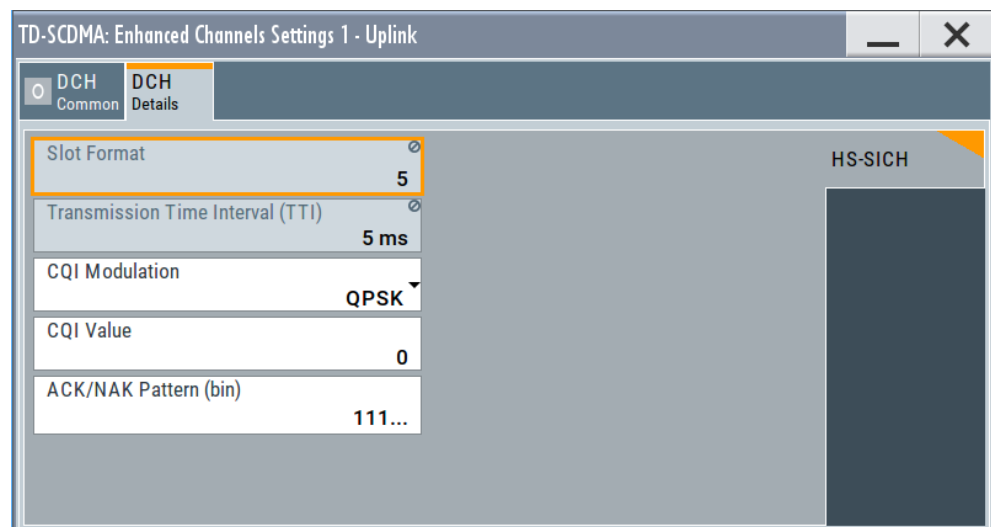 TD-SCDMA: Enhanced Channels Settings 1 - Uplink
DCH
Common
DCH
Details
Slot Format
5
Transmission Time Interval (TTI)
5 ms
CQI Modulation
QPSK
CQI Value
0
ACK/NAK Pattern (bin)
111...
HS-SICH